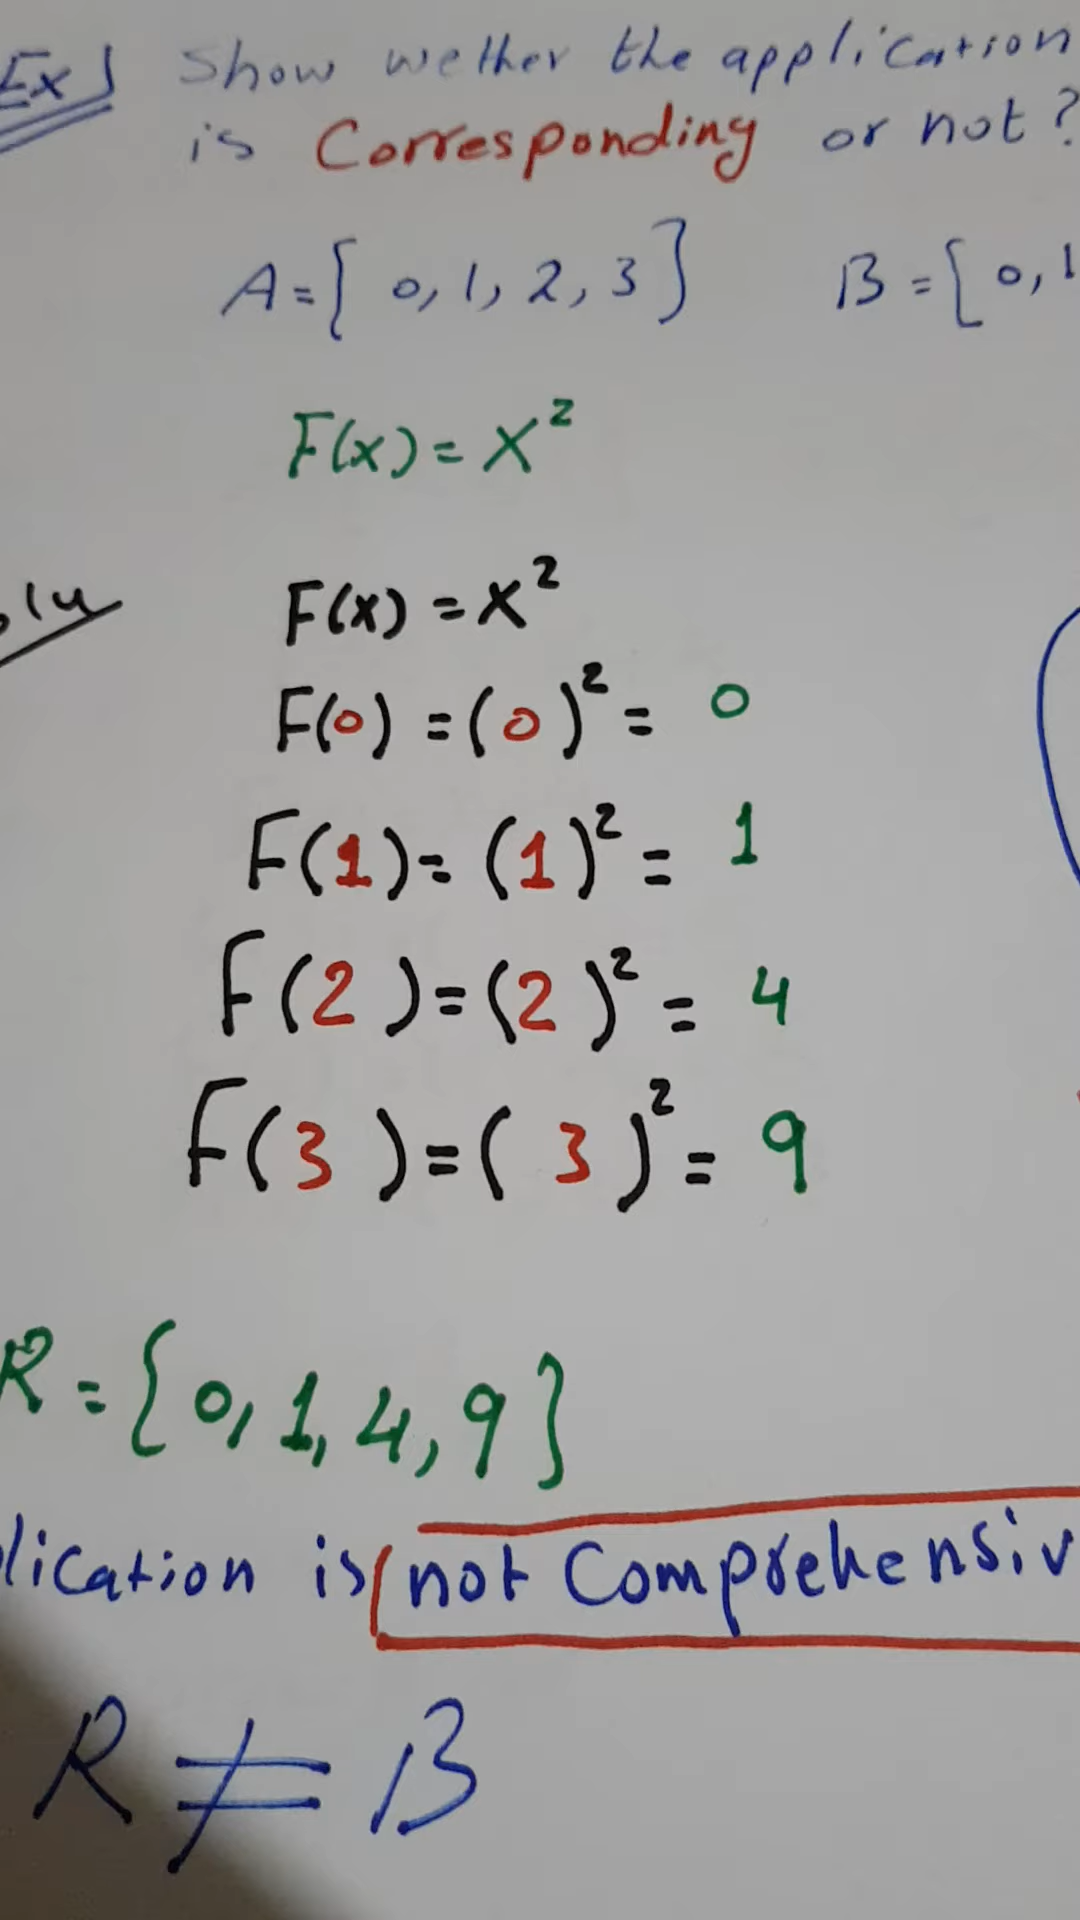 Ex] Show wether the application
is Corresponding or not?
A={ 0, 1, 2, 3 } B={ 0, 1
F(x) = x²
F(x) = x²
F(0) = (0)² = 0
F(1) = (1)² = 1
F(2) = (2)² = 4
F(3) = (3)² = 9
R = { 0, 1, 4, 9 }
lication is not Comprehensiv
R ≠ B